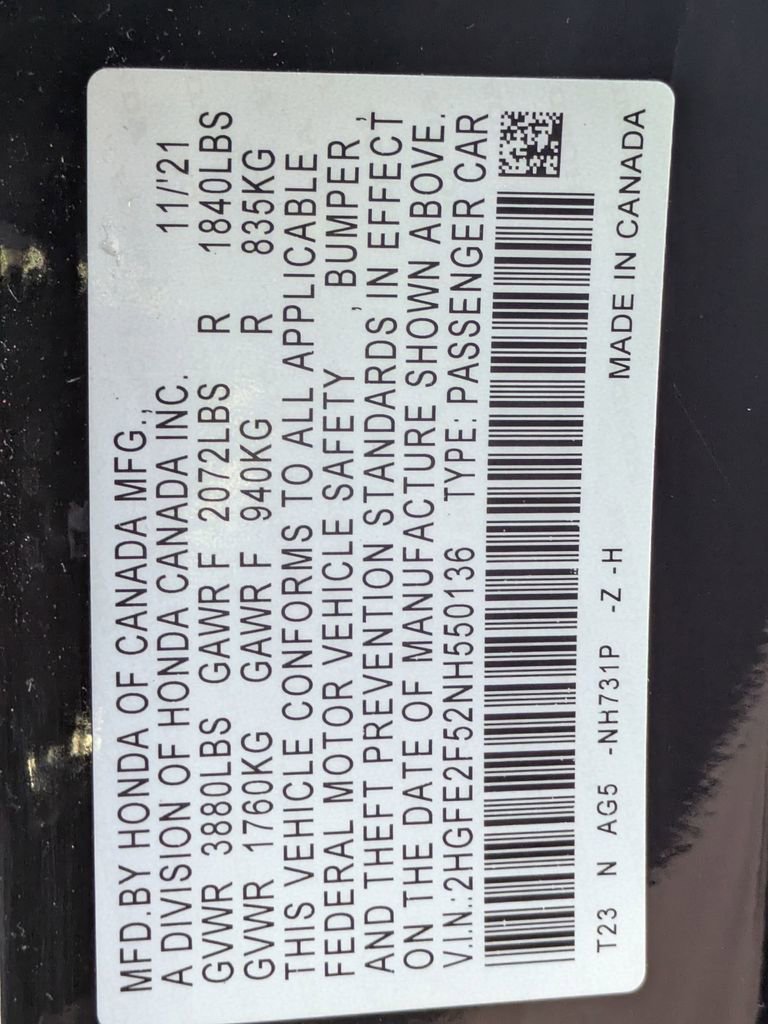 MFD.BY HONDA OF CANADA MFG.,
A DIVISION OF HONDA CANADA INC. 11/'21
GVWR 3880LBS GAWR F 2072LBS R 1840LBS
GVWR 1760KG GAWR F 940KG R 835KG
THIS VEHICLE CONFORMS TO ALL APPLICABLE
FEDERAL MOTOR VEHICLE SAFETY , BUMPER ,
AND THEFT PREVENTION STANDARDS IN EFFECT
ON THE DATE OF MANUFACTURE SHOWN ABOVE.
V.I.N.:2HGFE2F52NH550136 TYPE: PASSENGER CAR
T23 N AG5 -NH731P -Z -H
MADE IN CANADA